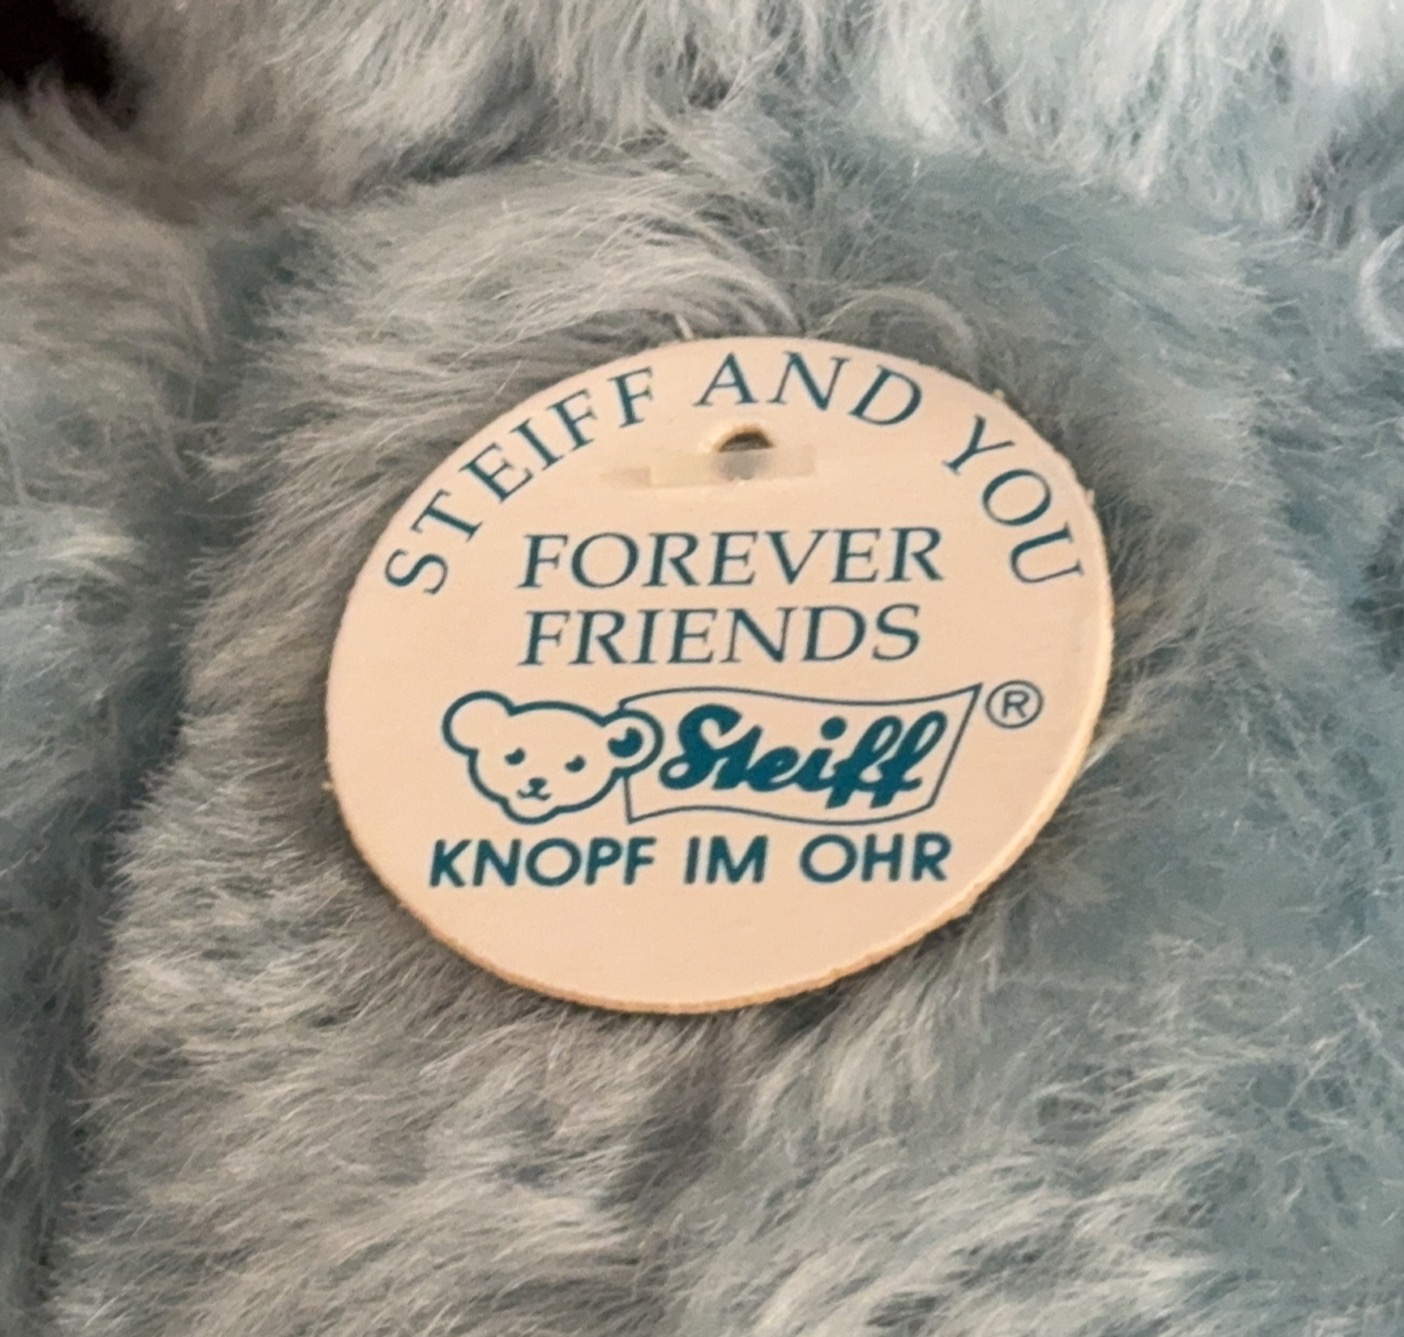 STEIFF AND YOU
FOREVER
FRIENDS
Steiff ®
KNOPF IM OHR